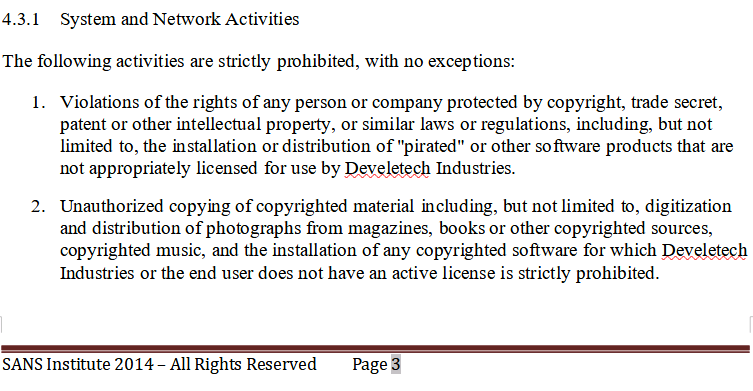 4.3.1 System and Network Activities
The following activities are strictly prohibited, with no exceptions:
1. Violations of the rights of any person or company protected by copyright, trade secret,
patent or other intellectual property, or similar laws or regulations, including, but not
limited to, the installation or distribution of "pirated" or other software products that are
not appropriately licensed for use by Develetech Industries.
2. Unauthorized copying of copyrighted material including, but not limited to, digitization
and distribution of photographs from magazines, books or other copyrighted sources,
copyrighted music, and the installation of any copyrighted software for which Develetech
Industries or the end user does not have an active license is strictly prohibited.
SANS Institute 2014 – All Rights Reserved Page 3